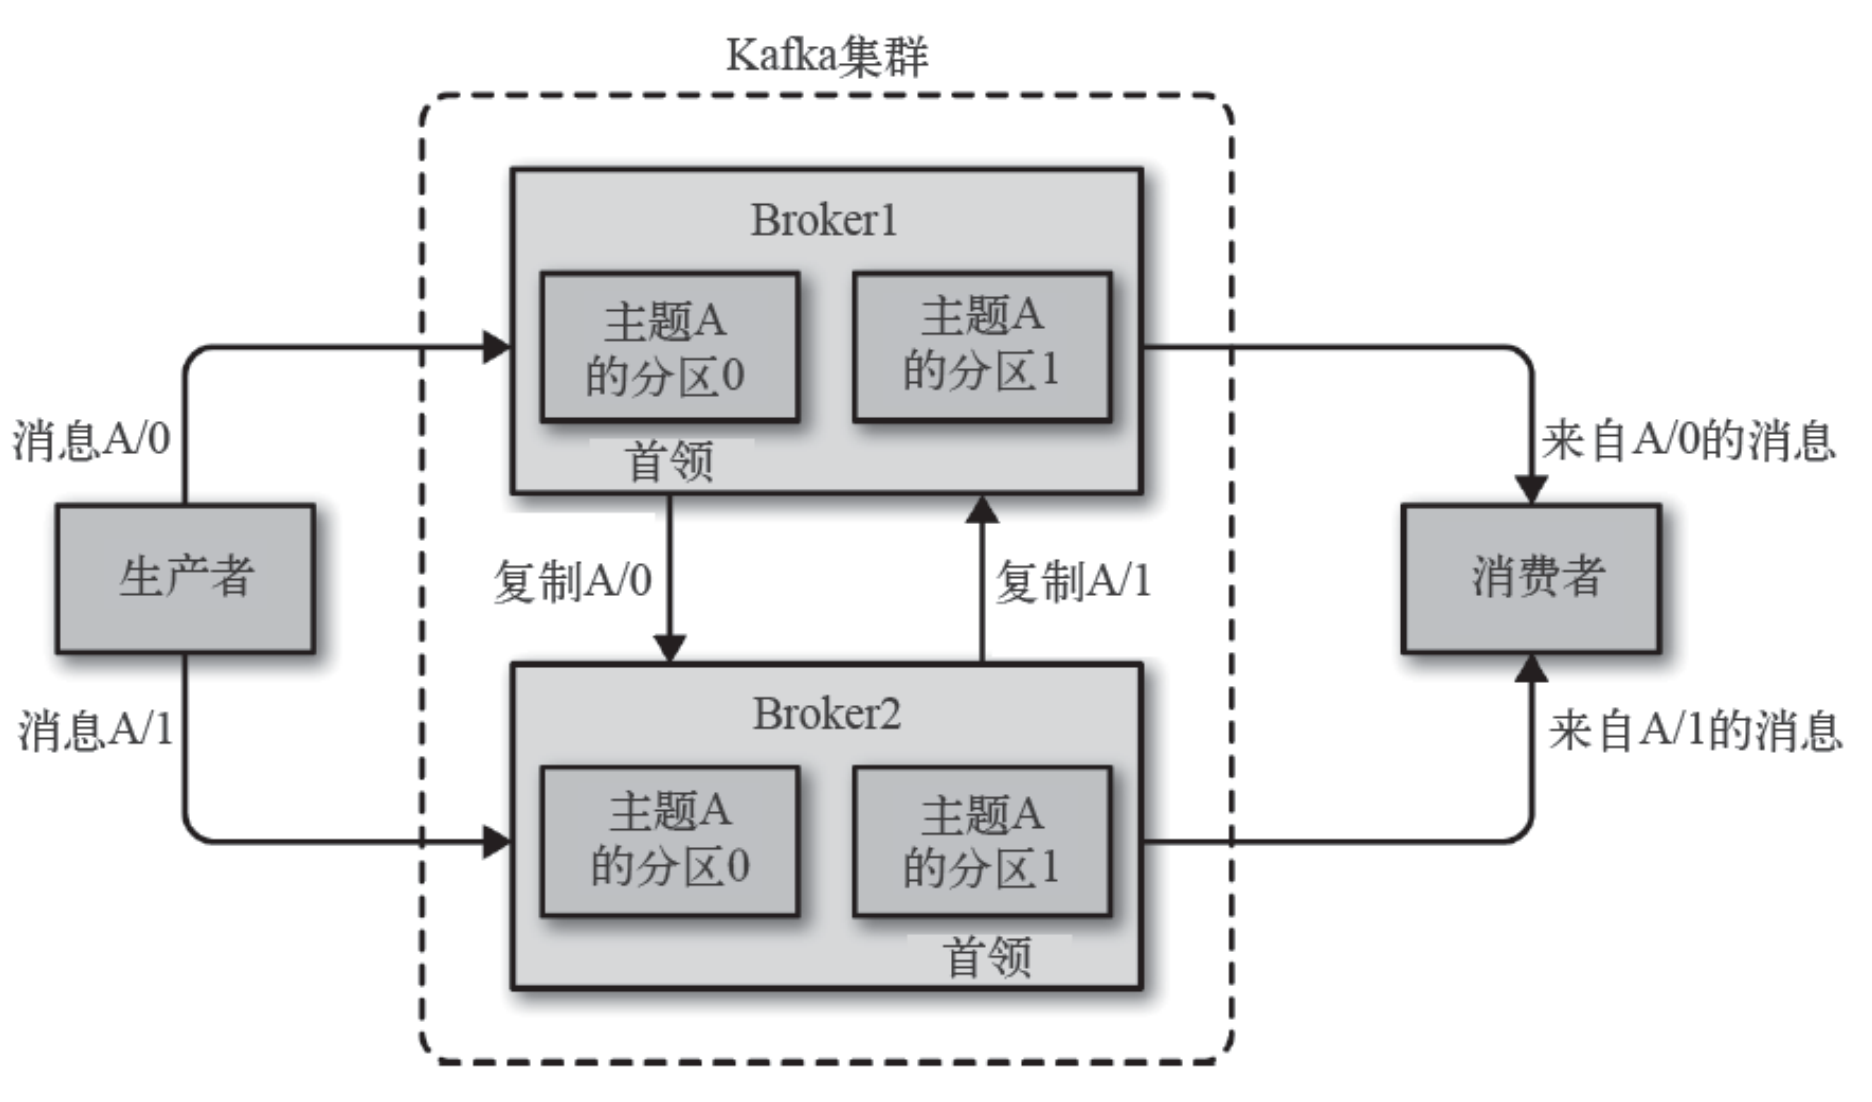 Kafka集群
Broker1
主题A
的分区0
主题A
的分区1
首领
消息A/0
来自A/0的消息
生产者
复制A/0
复制A/1
消费者
消息A/1
来自A/1的消息
Broker2
主题A
的分区0
主题A
的分区1
首领